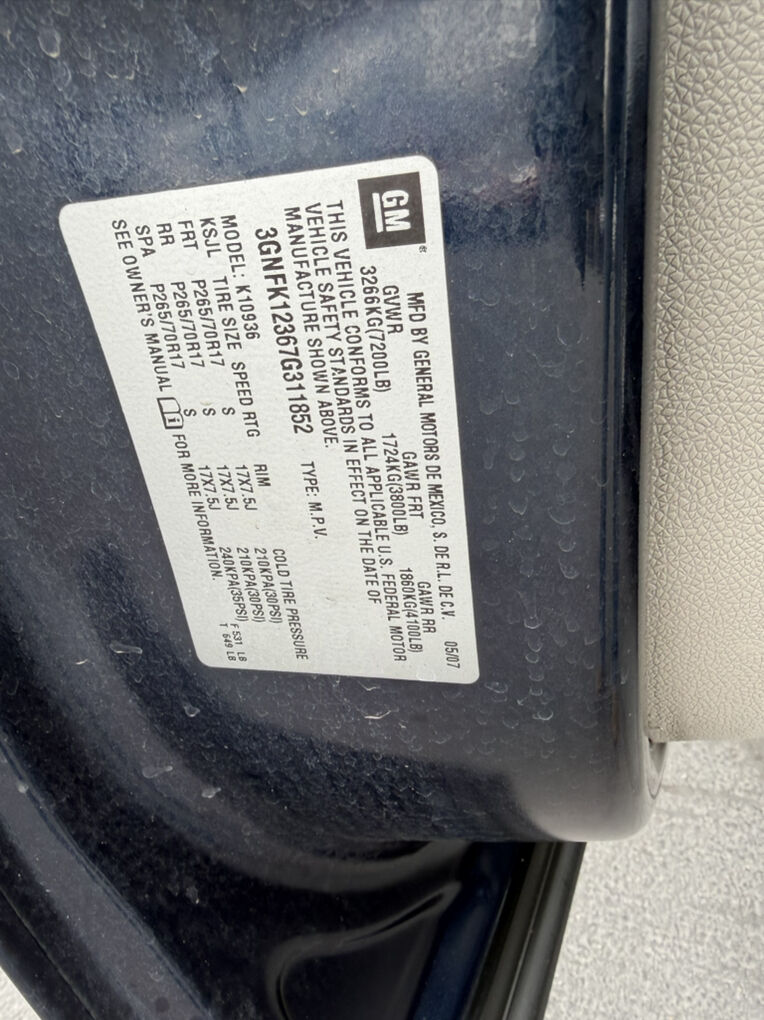 GM ®
MFD BY GENERAL MOTORS DE MEXICO, S. DE R.L. DE C.V. 05/07
GVWR GAWR FRT GAWR RR
3266KG(7200LB) 1724KG(3800LB) 1860KG(4100LB)
THIS VEHICLE CONFORMS TO ALL APPLICABLE U.S. FEDERAL MOTOR
VEHICLE SAFETY STANDARDS IN EFFECT ON THE DATE OF
MANUFACTURE SHOWN ABOVE.
3GNFK12367G311852 TYPE: M.P.V.
MODEL: K10936
KSJL TIRE SIZE SPEED RTG RIM COLD TIRE PRESSURE
FRT P265/70R17 S 17X7.5J 210KPA(30PSI)
RR P265/70R17 S 17X7.5J 210KPA(30PSI)
SPA P265/70R17 S 17X7.5J 240KPA(35PSI)
SEE OWNER'S MANUAL FOR MORE INFORMATION.
F 531 LB
T 649 LB